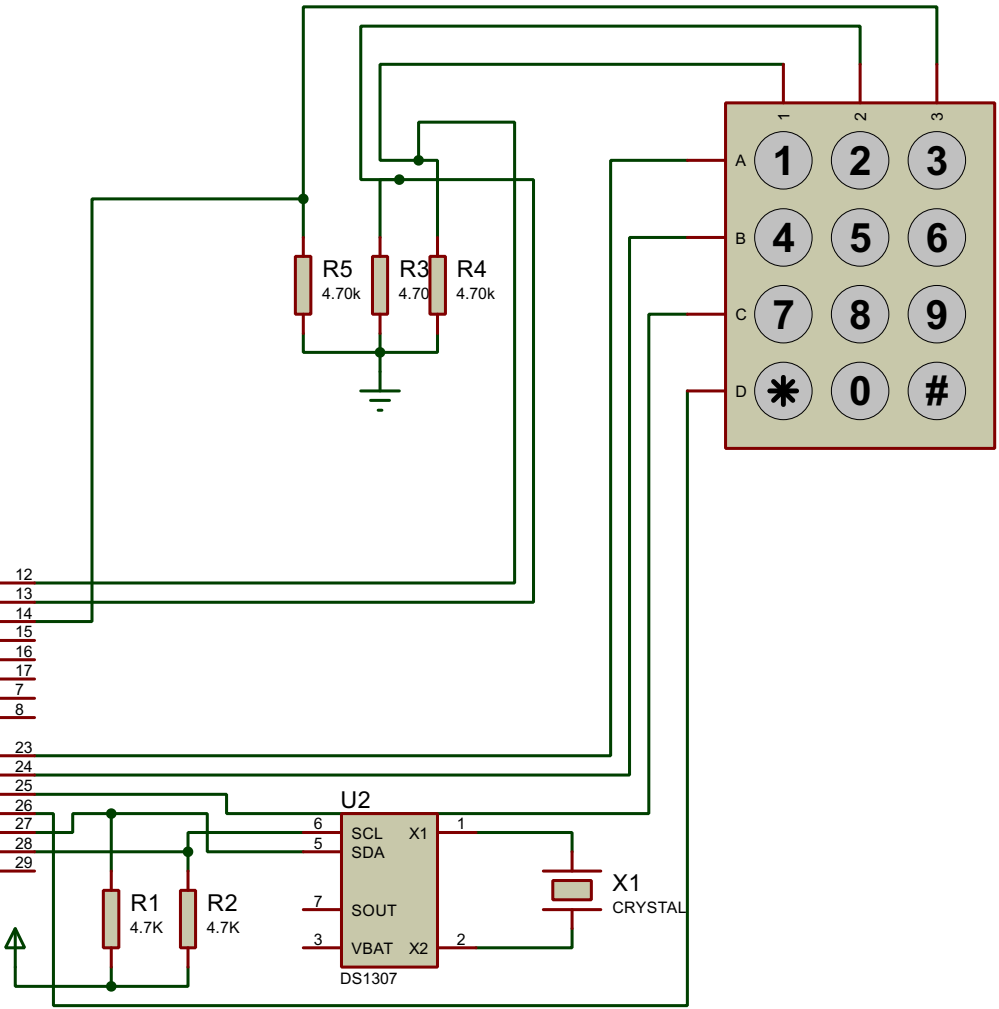 1 2 3
A 1 2 3
B 4 5 6
C 7 8 9
D * 0 #
R5 R3 R4
4.70k 4.70 4.70k
12
13
14
15
16
17
7
8
23
24
25
26
27
28
29
U2
6 SCL X1 1
5 SDA
7 SOUT
3 VBAT X2 2
DS1307
R1 R2
4.7K 4.7K
X1
CRYSTAL